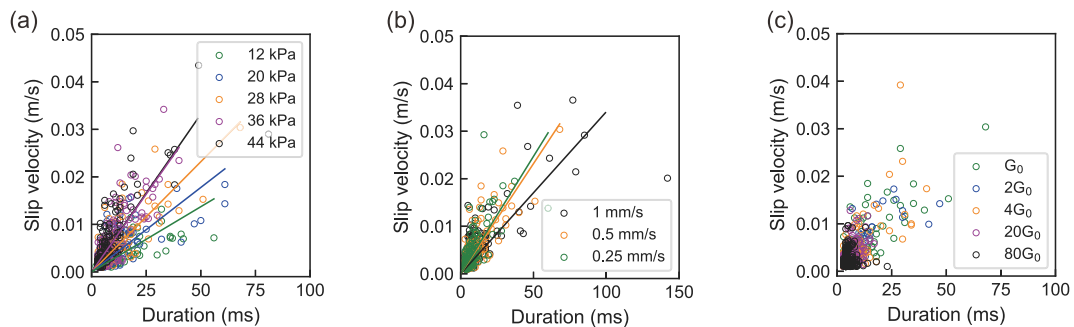 (a)
0.05
0.04
0.03
0.02
0.01
0.00
Slip velocity (m/s)
0 25 50 75 100
Duration (ms)
12 kPa
20 kPa
28 kPa
36 kPa
44 kPa
(b)
0.05
0.04
0.03
0.02
0.01
0.00
Slip velocity (m/s)
0 50 100 150
Duration (ms)
1 mm/s
0.5 mm/s
0.25 mm/s
(c)
0.05
0.04
0.03
0.02
0.01
0.00
Slip velocity (m/s)
0 25 50 75 100
Duration (ms)
G₀
2G₀
4G₀
20G₀
80G₀